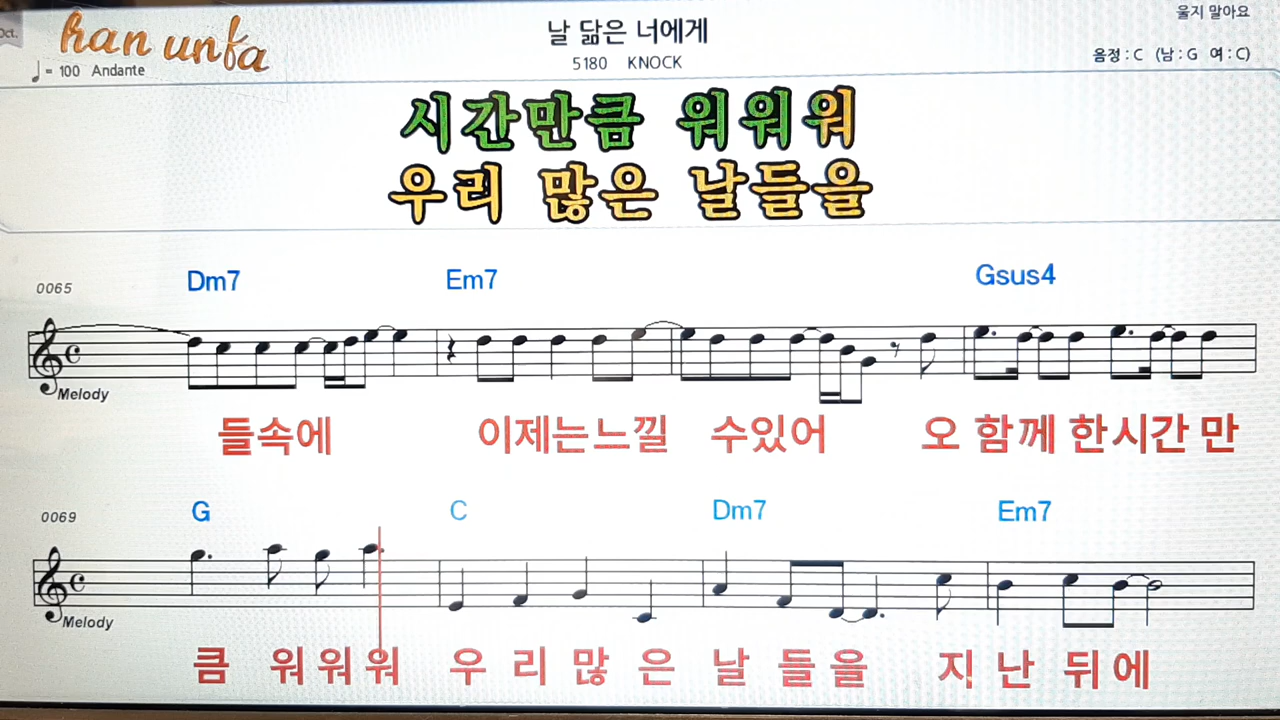 Oct.
han unfa
울지 말아요
♩= 100 Andante
날 닮은 너에게
5180 KNOCK
음정 : C (남 : G 여 : C)
시간만큼 워워워
우리 많은 날들을
0065
Dm7 Em7 Gsus4
Melody
들속에 이제는느낄 수있어 오 함께 한시간 만
0069
G C Dm7 Em7
Melody
큼 워워워 우 리 많 은 날 들 을 지 난 뒤 에